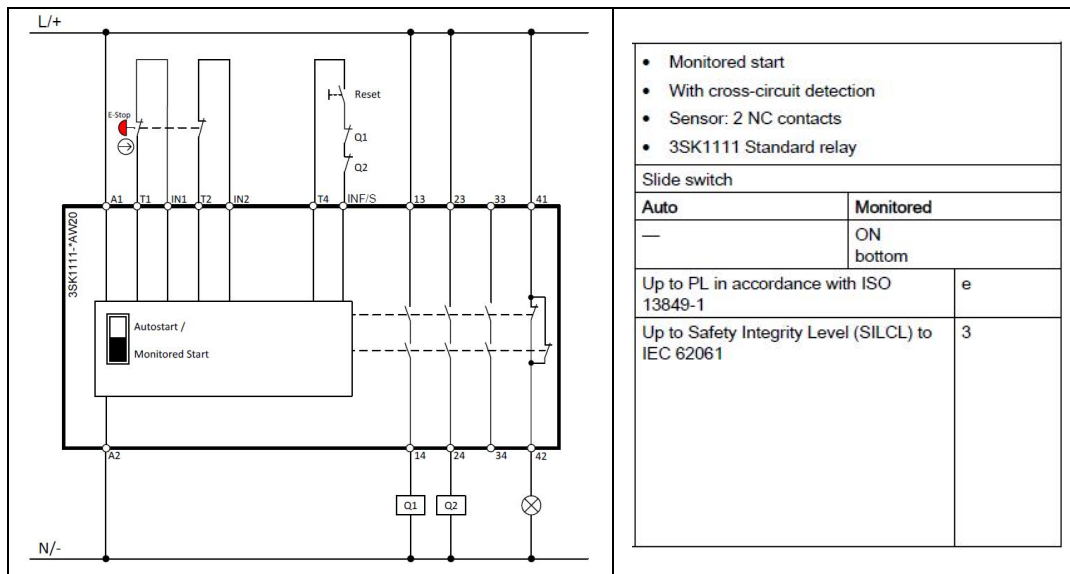 L/+
E-Stop
Reset
Q1
Q2
A1 T1 IN1 T2 IN2 T4 INF/S 13 23 33 41
3SK1111-*AW20
Autostart /
Monitored Start
A2 14 24 34 42
Q1 Q2
N/-
• Monitored start
• With cross-circuit detection
• Sensor: 2 NC contacts
• 3SK1111 Standard relay
Slide switch
Auto Monitored
— ON
bottom
Up to PL in accordance with ISO e
13849-1
Up to Safety Integrity Level (SILCL) to 3
IEC 62061